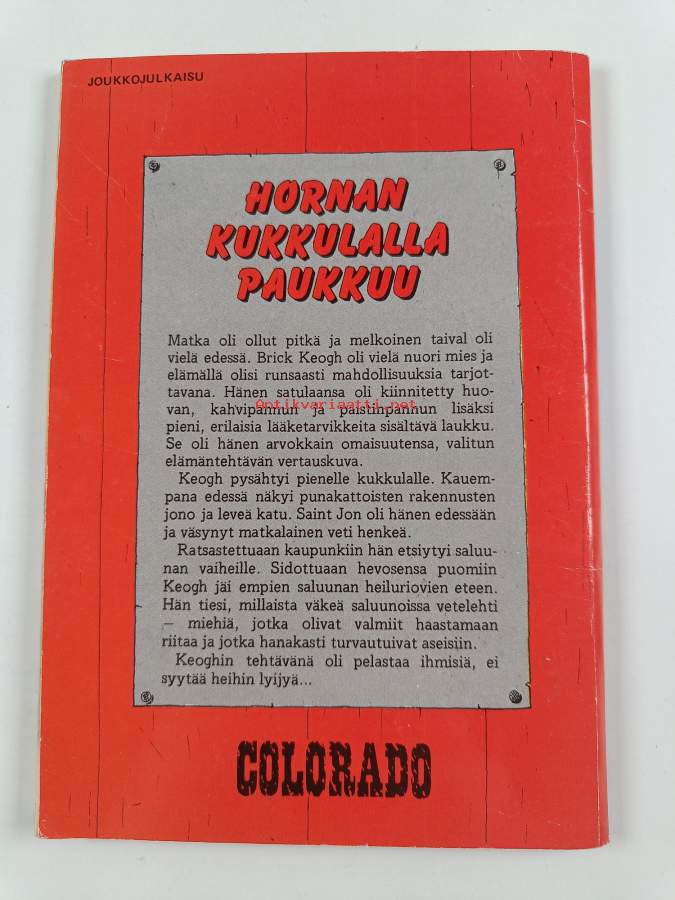 JOUKKOJULKAISU
HORNAN
KUKKULALLA
PAUKKUU
Matka oli ollut pitkä ja melkoinen taival oli
vielä edessä. Brick Keogh oli vielä nuori mies ja
elämällä olisi runsaasti mahdollisuuksia tarjot-
tavana. Hänen satulaansa oli kiinnitetty huo-
van, kahvipannun ja paistinpannun lisäksi
Antikvariaatti.net
pieni, erilaisia lääketarvikkeita sisältävä laukku.
Se oli hänen arvokkain omaisuutensa, valitun
elämäntehtävän vertauskuva.
Keogh pysähtyi pienelle kukkulalle. Kauem-
pana edessä näkyi punakattoisten rakennusten
jono ja leveä katu. Saint Jon oli hänen edessään
ja väsynyt matkalainen veti henkeä.
Ratsastettuaan kaupunkiin hän etsiytyi saluu-
nan vaiheille. Sidottuaan hevosensa puomiin
Keogh jäi empien saluunan heiluriovien eteen.
Hän tiesi, millaista väkeä saluunoissa vetelehti
– miehiä, jotka olivat valmiit haastamaan
riitaa ja jotka hanakasti turvautuivat aseisiin.
Keoghin tehtävänä oli pelastaa ihmisiä, ei
syytää heihin lyijyä...
COLORADO